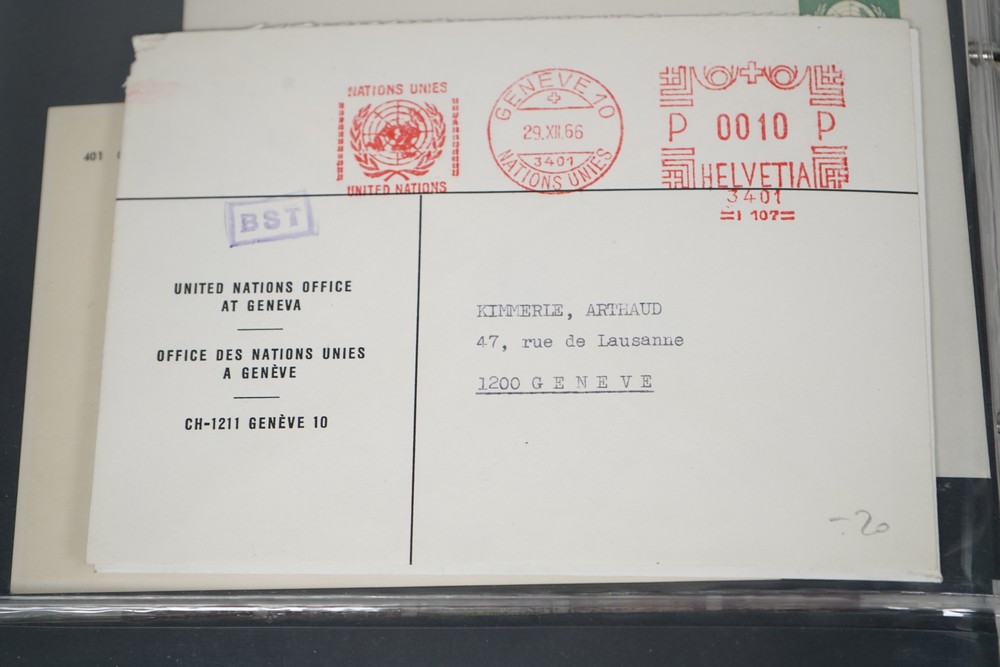 401
NATIONS UNIES
UNITED NATIONS
GENÈVE 10
29.XII.66
3401
NATIONS UNIES
P 0010 P
HELVETIA
3401
=I 107=
BST
UNITED NATIONS OFFICE
AT GENEVA
OFFICE DES NATIONS UNIES
A GENÈVE
CH-1211 GENÈVE 10
KIMMERLE, ARTHAUD
47, rue de Lausanne
1200 G E N E V E
-.20